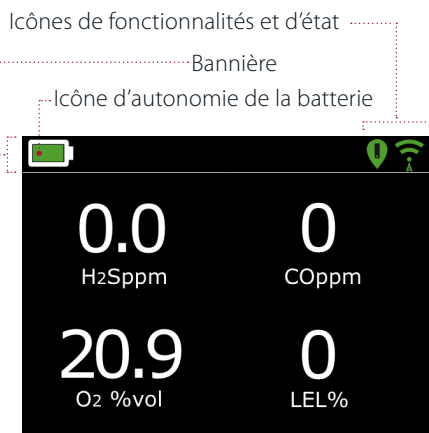 Icônes de fonctionnalités et d’état
Bannière
Icône d’autonomie de la batterie
0.0 0
H2Sppm COppm
20.9 0
O2 %vol LEL%